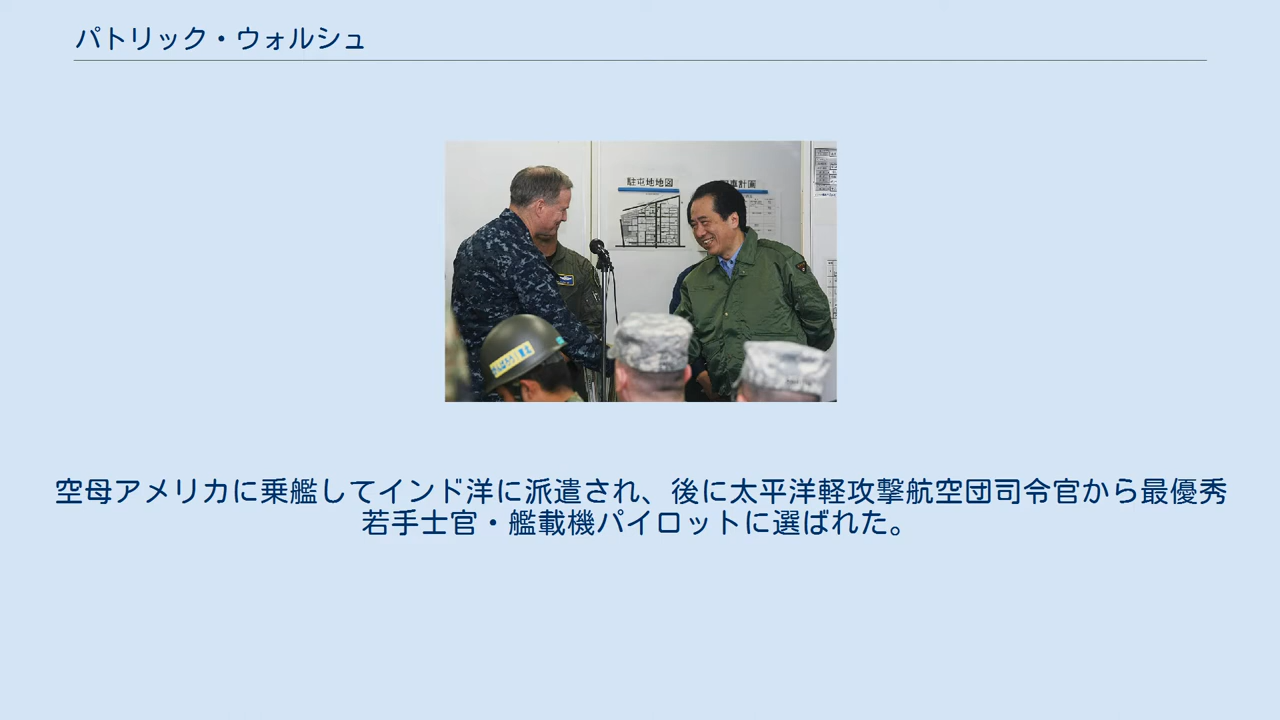 パトリック・ウォルシュ
駐屯地地図
計画
空母アメリカに乗艦してインド洋に派遣され、後に太平洋軽攻撃航空団司令官から最優秀
若手士官・艦載機パイロットに選ばれた。